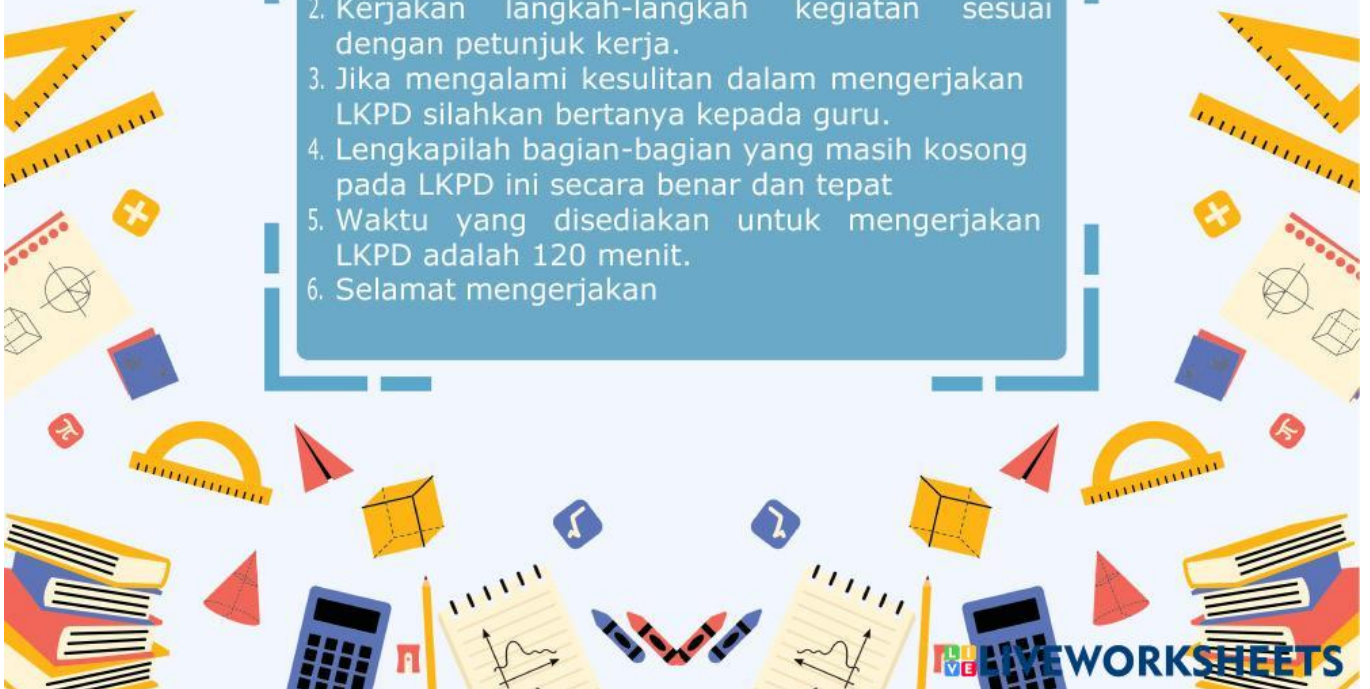 2. Kerjakan langkah-langkah kegiatan sesuai
dengan petunjuk kerja.
3. Jika mengalami kesulitan dalam mengerjakan
LKPD silahkan bertanya kepada guru.
4. Lengkapilah bagian-bagian yang masih kosong
pada LKPD ini secara benar dan tepat
5. Waktu yang disediakan untuk mengerjakan
LKPD adalah 120 menit.
6. Selamat mengerjakan
π
π
LIVE LIVEWORKSHEETS